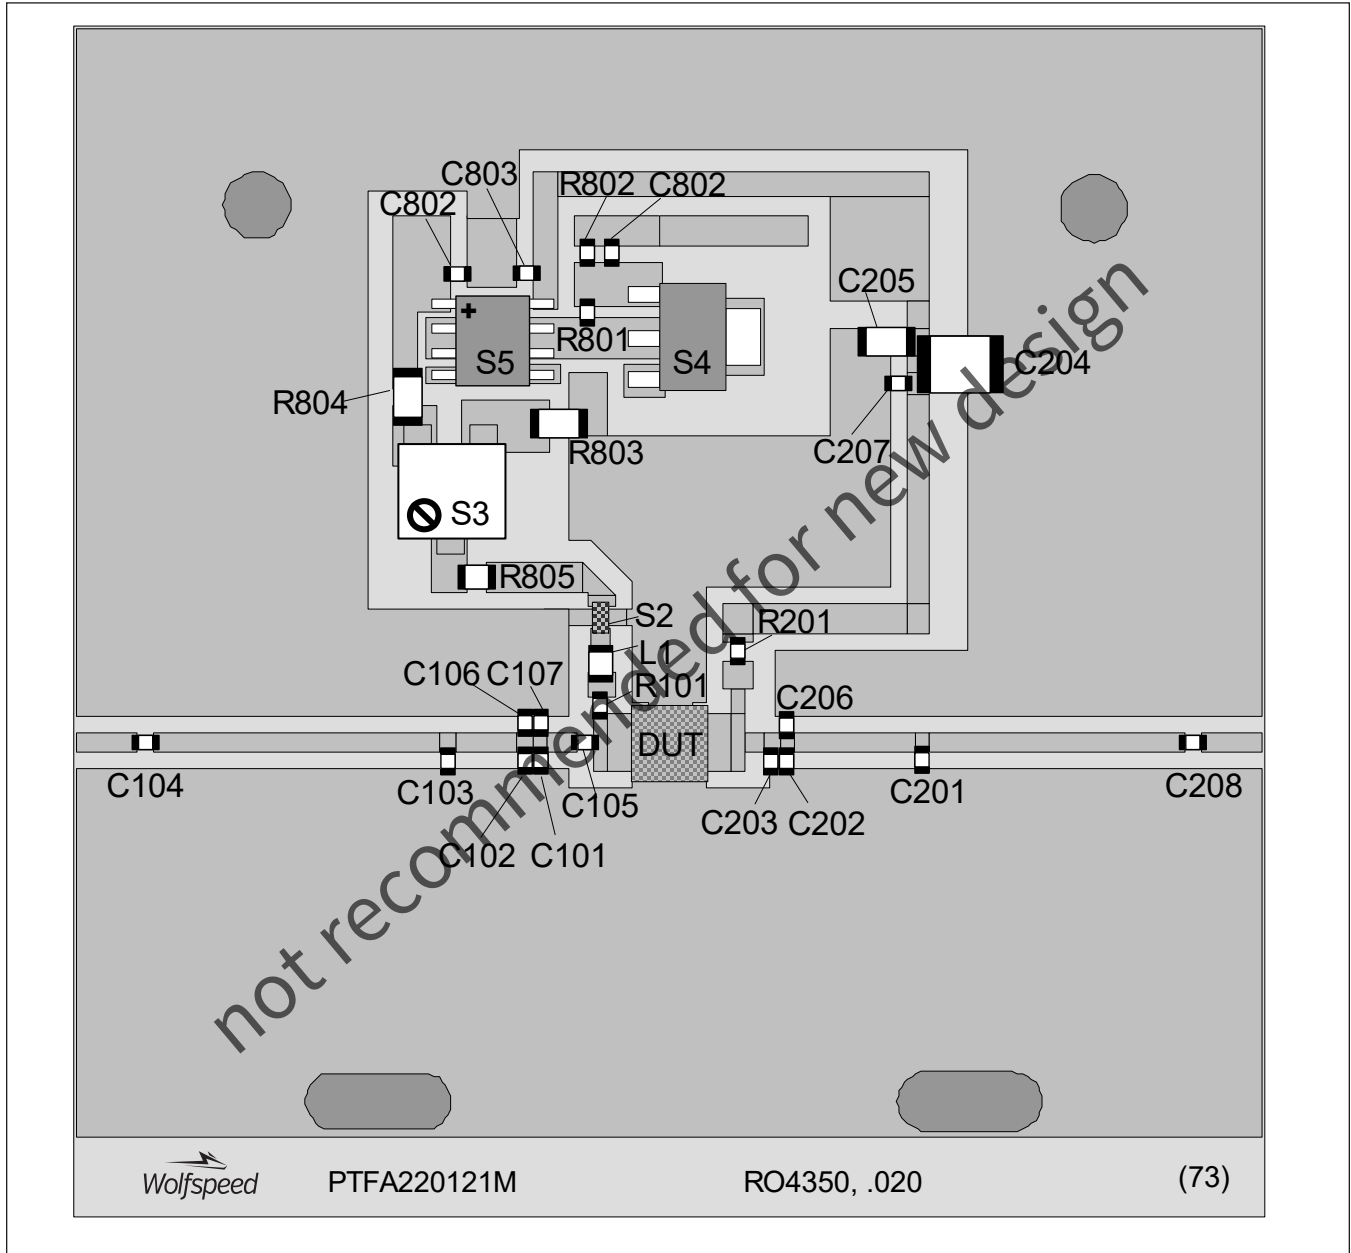 C803
R802 C802
C802
C205
R801
S5
S4
C204
R804
C207
R803
S3
R805
S2
R201
L1
C106 C107
R101
C206
DUT
C104
C103
C105
C201
C208
C203 C202
C102 C101
not recommended for new design
Wolfspeed
PTFA220121M
RO4350, .020
(73)